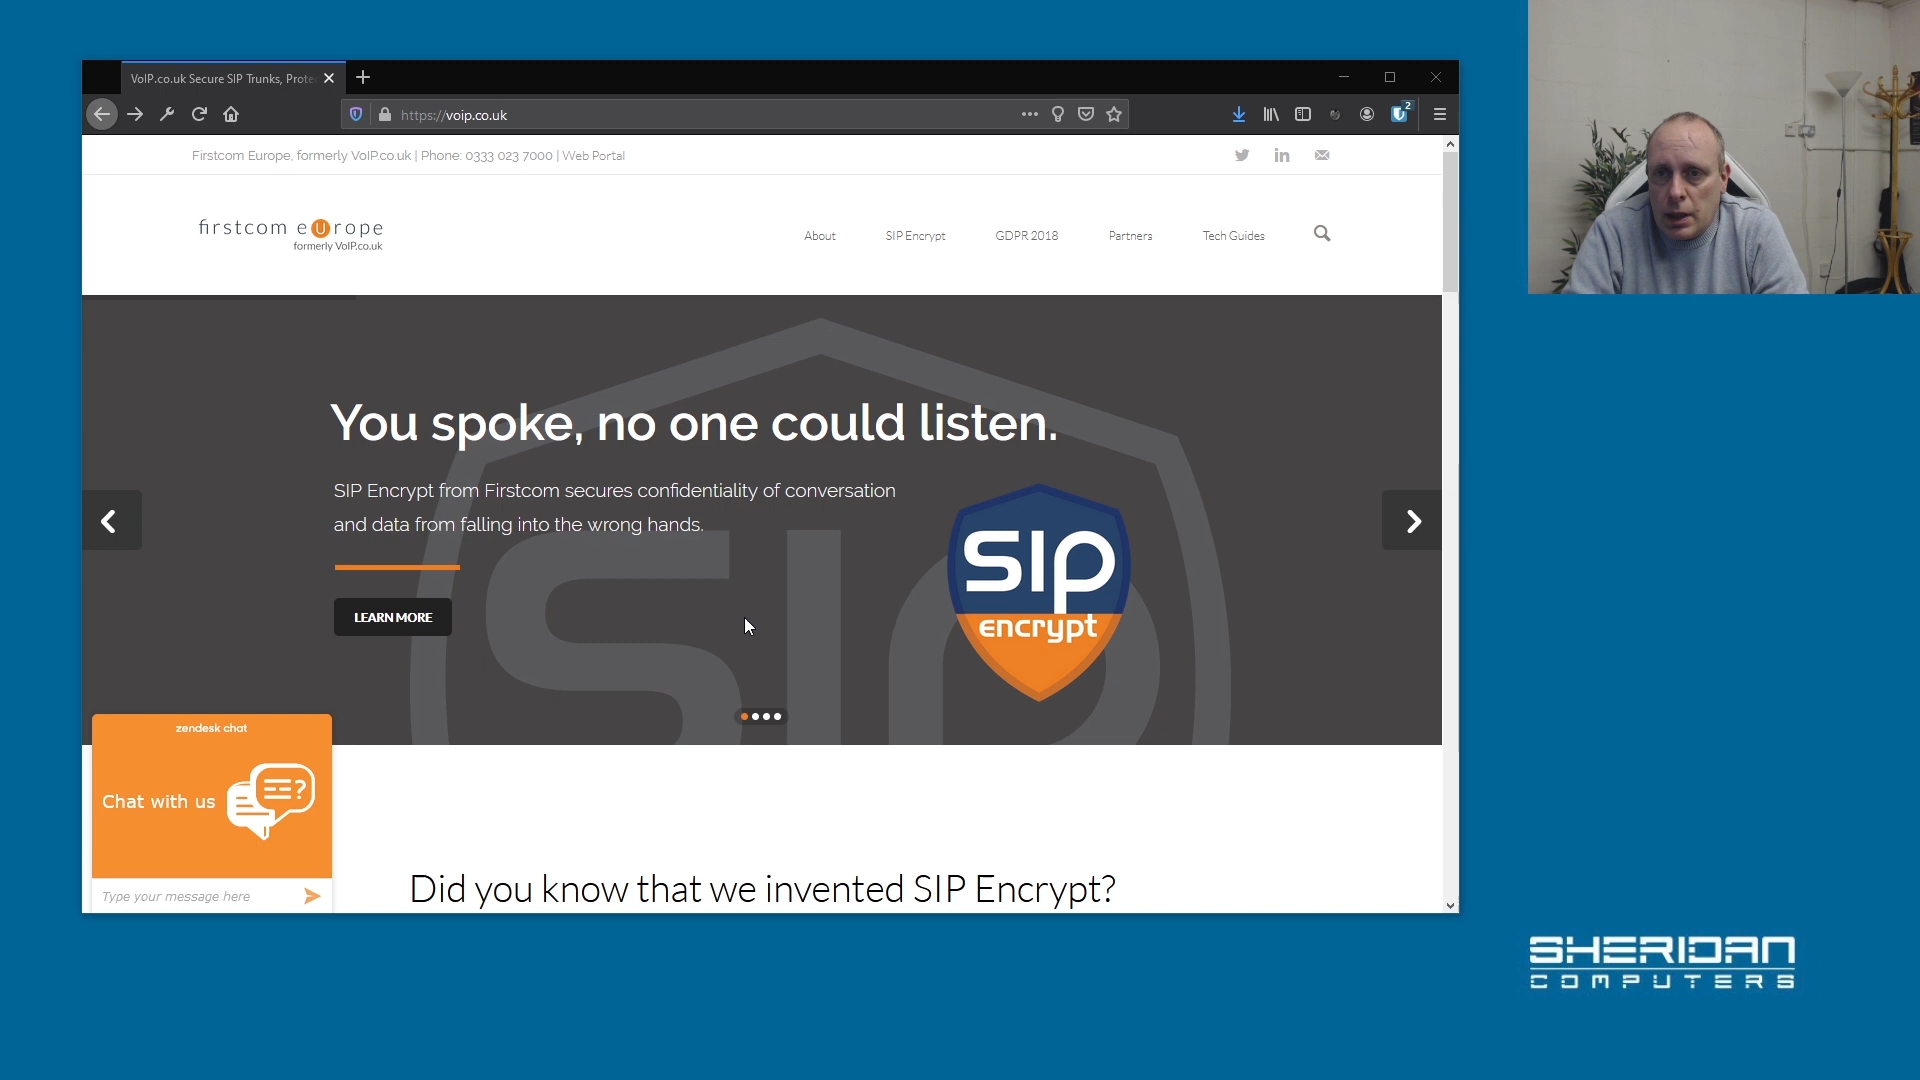 VoIP.co.uk Secure SIP Trunks, Prote
https://voip.co.uk
2
Firstcom Europe, formerly VoIP.co.uk | Phone: 0333 023 7000 | Web Portal
firstcom europe
formerly VoIP.co.uk
About
SIP Encrypt
GDPR 2018
Partners
Tech Guides
You spoke, no one could listen.
SIP Encrypt from Firstcom secures confidentiality of conversation
and data from falling into the wrong hands.
LEARN MORE
SIP
encrypt
SIP
zendesk chat
Chat with us
Type your message here
Did you know that we invented SIP Encrypt?
SHERIDAN
COMPUTERS